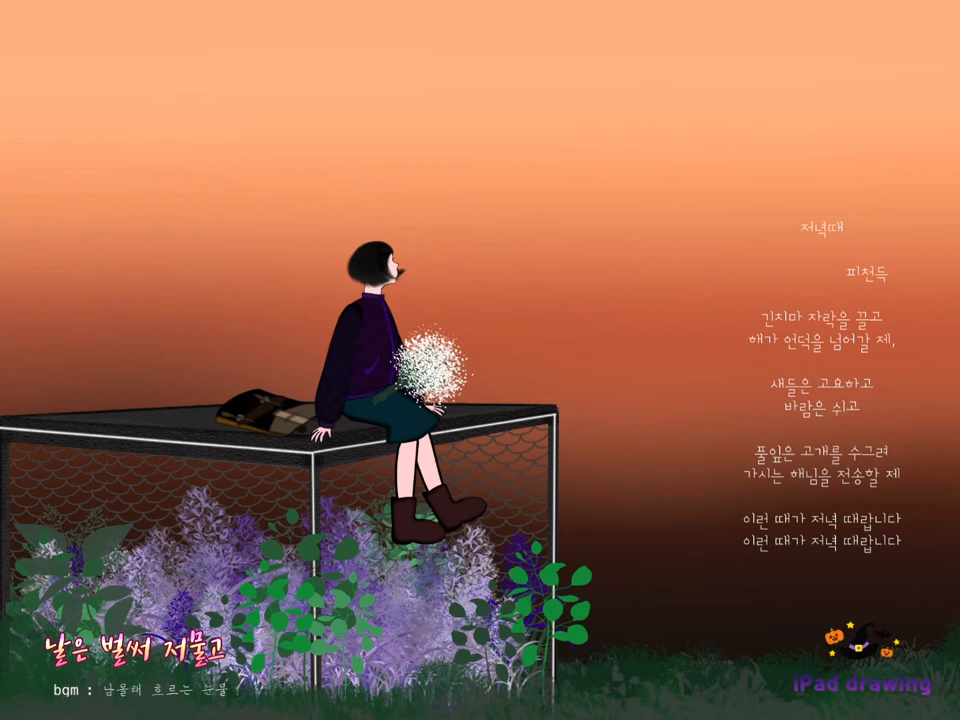 저녁때
피천득
긴치마 자락을 끌고
해가 언덕을 넘어갈 제,
새들은 고요하고
바람은 쉬고
풀잎은 고개를 수그려
가시는 해님을 전송할 제
이런 때가 저녁 때랍니다
이런 때가 저녁 때랍니다
날은 벌써 저물고
bgm : 남몰래 흐르는 눈물
iPad drawing